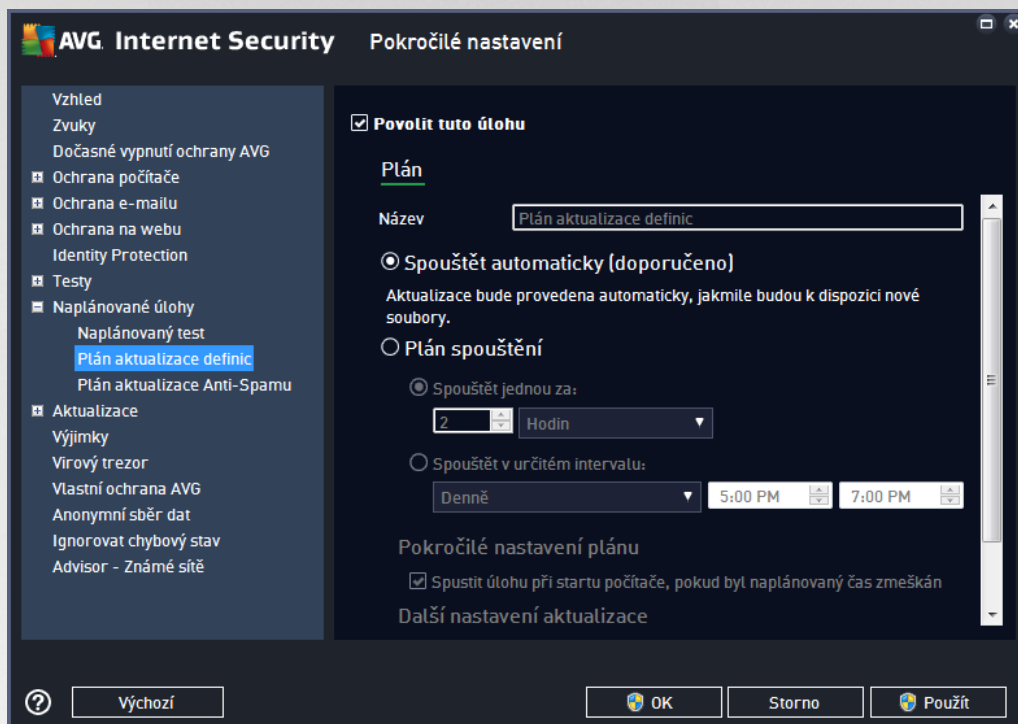 AVG. Internet Security Pokročilé nastavení
Vzhled
Zvuky
Dočasné vypnutí ochrany AVG
Ochrana počítače
Ochrana e-mailu
Ochrana na webu
Identity Protection
Testy
Naplánované úlohy
Naplánovaný test
Plán aktualizace definic
Plán aktualizace Anti-Spamu
Aktualizace
Výjimky
Virový trezor
Vlastní ochrana AVG
Anonymní sběr dat
Ignorovat chybový stav
Advisor - Známé sítě
Povolit tuto úlohu
Plán
Název Plán aktualizace definic
Spouštět automaticky (doporučeno)
Aktualizace bude provedena automaticky, jakmile budou k dispozici nové
soubory.
Plán spouštění
Spouštět jednou za:
2 Hodin
Spouštět v určitém intervalu:
Denně 5:00 PM 7:00 PM
Pokročilé nastavení plánu
Spustit úlohu při startu počítače, pokud byl naplánovaný čas zmeškán
Další nastavení aktualizace
? Výchozí OK Storno Použít